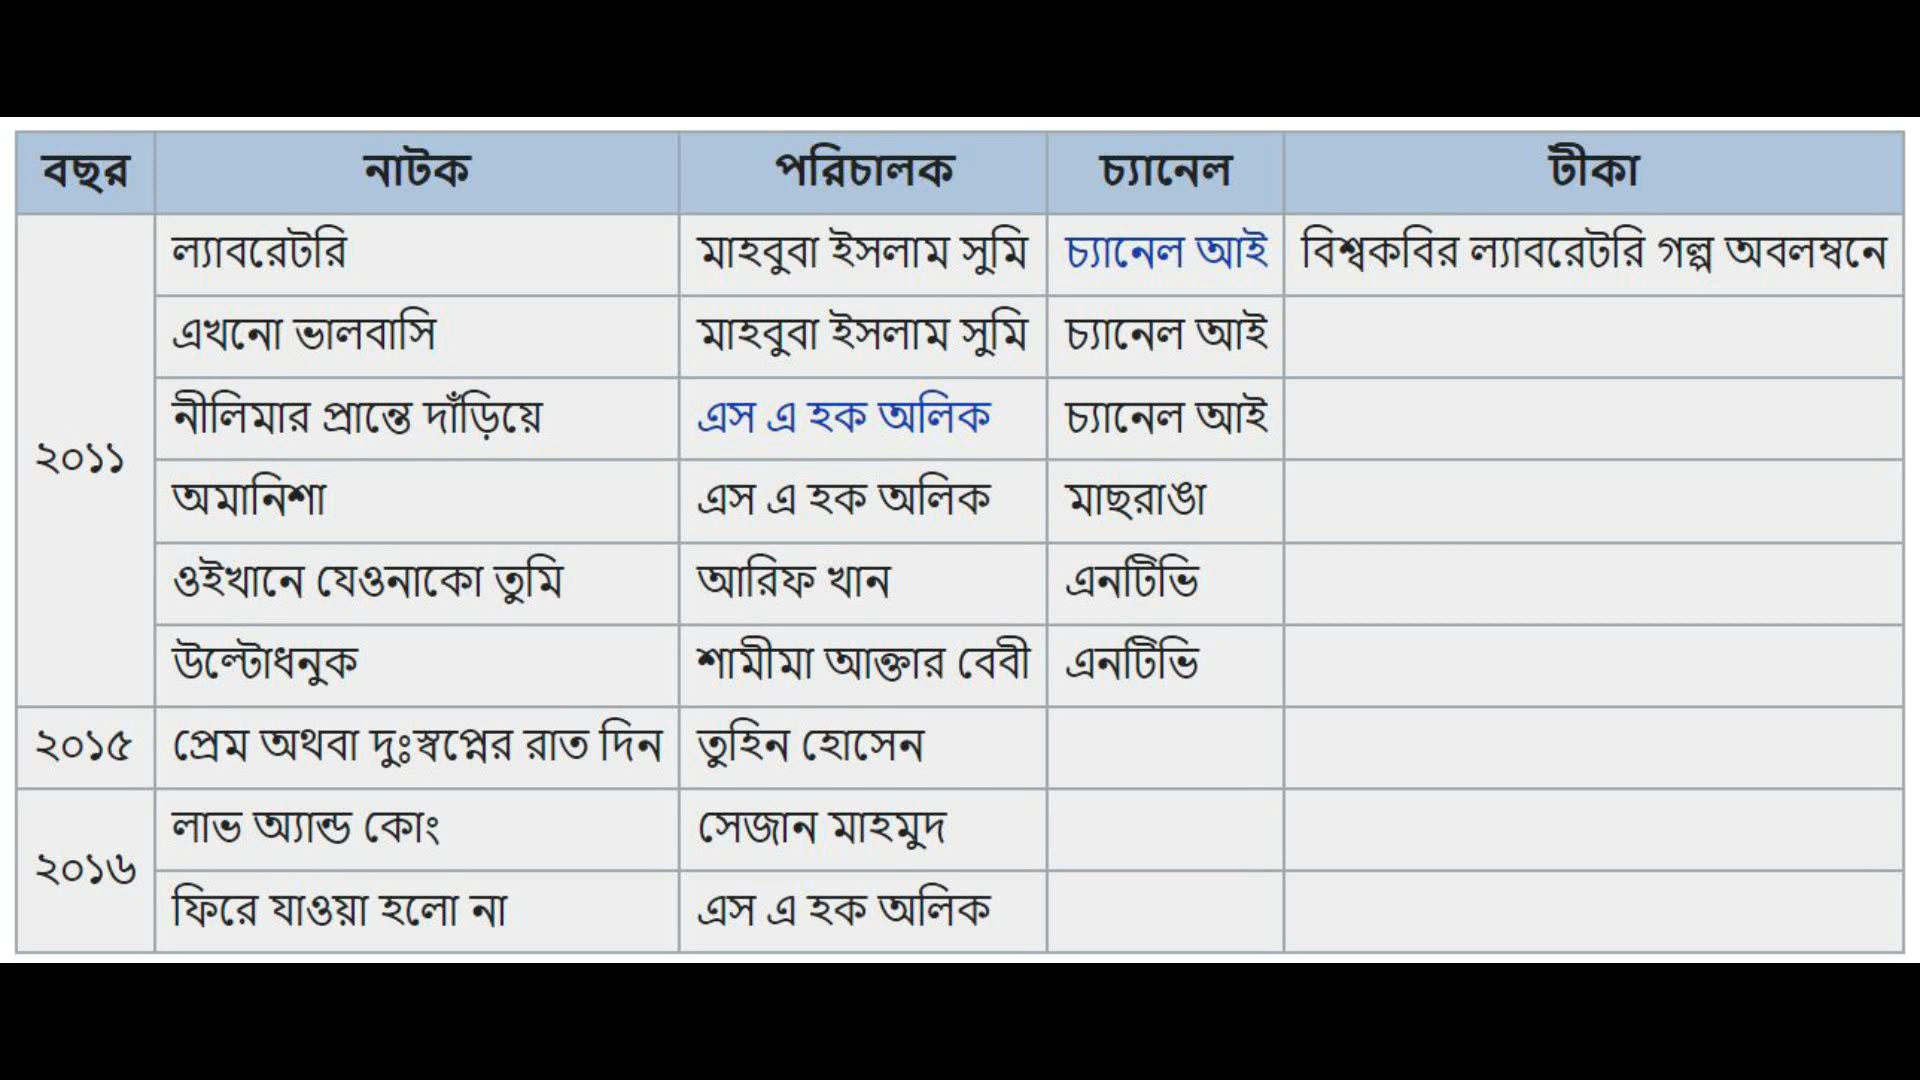 বছর নাটক পরিচালক চ্যানেল টীকা
২০১১ ল্যাবরেটরি মাহবুবা ইসলাম সুমি চ্যানেল আই বিশ্বকবির ল্যাবরেটরি গল্প অবলম্বনে
এখনো ভালবাসি মাহবুবা ইসলাম সুমি চ্যানেল আই
নীলিমার প্রান্তে দাঁড়িয়ে এস এ হক অলিক চ্যানেল আই
অমানিশা এস এ হক অলিক মাছরাঙা
ওইখানে যেওনাকো তুমি আরিফ খান এনটিভি
উল্টোধনুক শামীমা আক্তার বেবী এনটিভি
২০১৫ প্রেম অথবা দুঃস্বপ্নের রাত দিন তুহিন হোসেন
২০১৬ লাভ অ্যান্ড কোং সেজান মাহমুদ
ফিরে যাওয়া হলো না এস এ হক অলিক